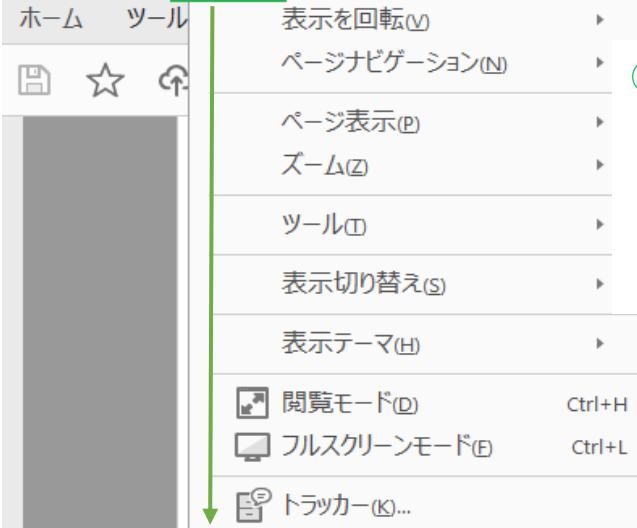 ホーム ツール
表示を回転(V)
ページナビゲーション(N)
ページ表示(P)
ズーム(Z)
ツール(T)
表示切り替え(S)
表示テーマ(H)
閲覧モード(D) Ctrl+H
フルスクリーンモード(F) Ctrl+L
トラッカー(K)...